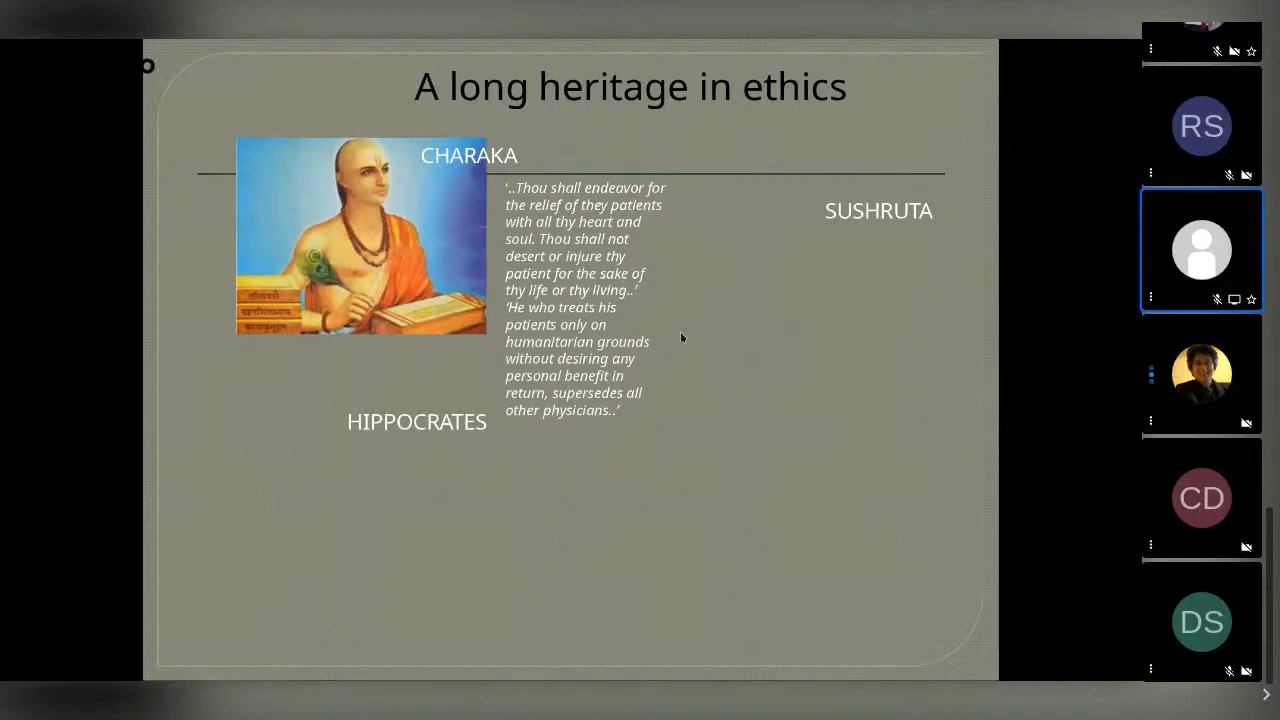 o
A long heritage in ethics
CHARAKA
‘..Thou shall endeavor for
the relief of they patients
with all thy heart and
soul. Thou shall not
desert or injure thy
patient for the sake of
thy life or thy living..’
‘He who treats his
patients only on
humanitarian grounds
without desiring any
personal benefit in
return, supersedes all
other physicians..’
SUSHRUTA
HIPPOCRATES
©
RS
CD
DS